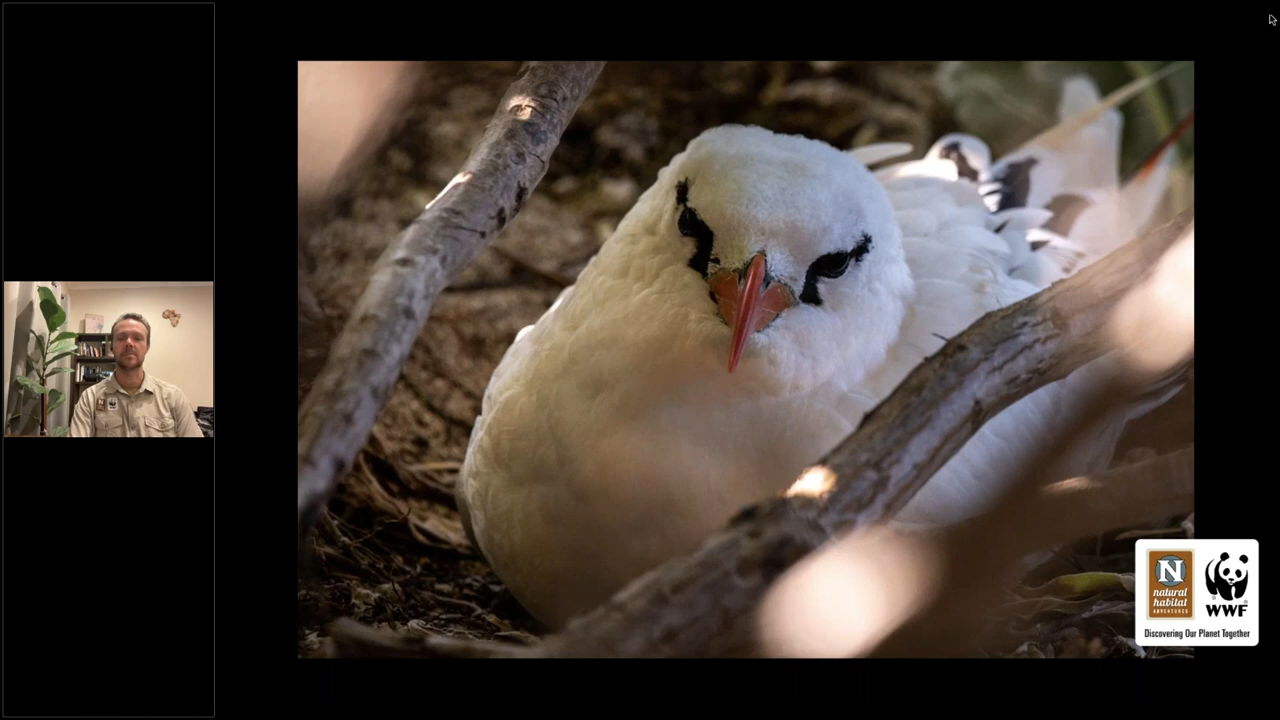 N
natural
habitat
ADVENTURES
WWF
Discovering Our Planet Together